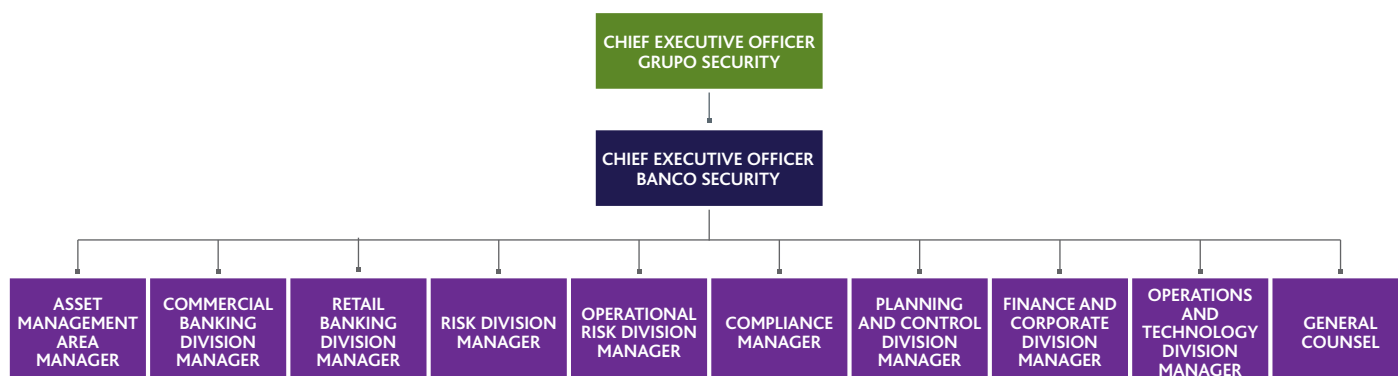 CHIEF EXECUTIVE OFFICER
GRUPO SECURITY
CHIEF EXECUTIVE OFFICER
BANCO SECURITY
ASSET
MANAGEMENT
AREA
MANAGER
COMMERCIAL
BANKING
DIVISION
MANAGER
RETAIL
BANKING
DIVISION
MANAGER
RISK DIVISION
MANAGER
OPERATIONAL
RISK DIVISION
MANAGER
COMPLIANCE
MANAGER
PLANNING
AND CONTROL
DIVISION
MANAGER
FINANCE AND
CORPORATE
DIVISION
MANAGER
OPERATIONS
AND
TECHNOLOGY
DIVISION
MANAGER
GENERAL
COUNSEL